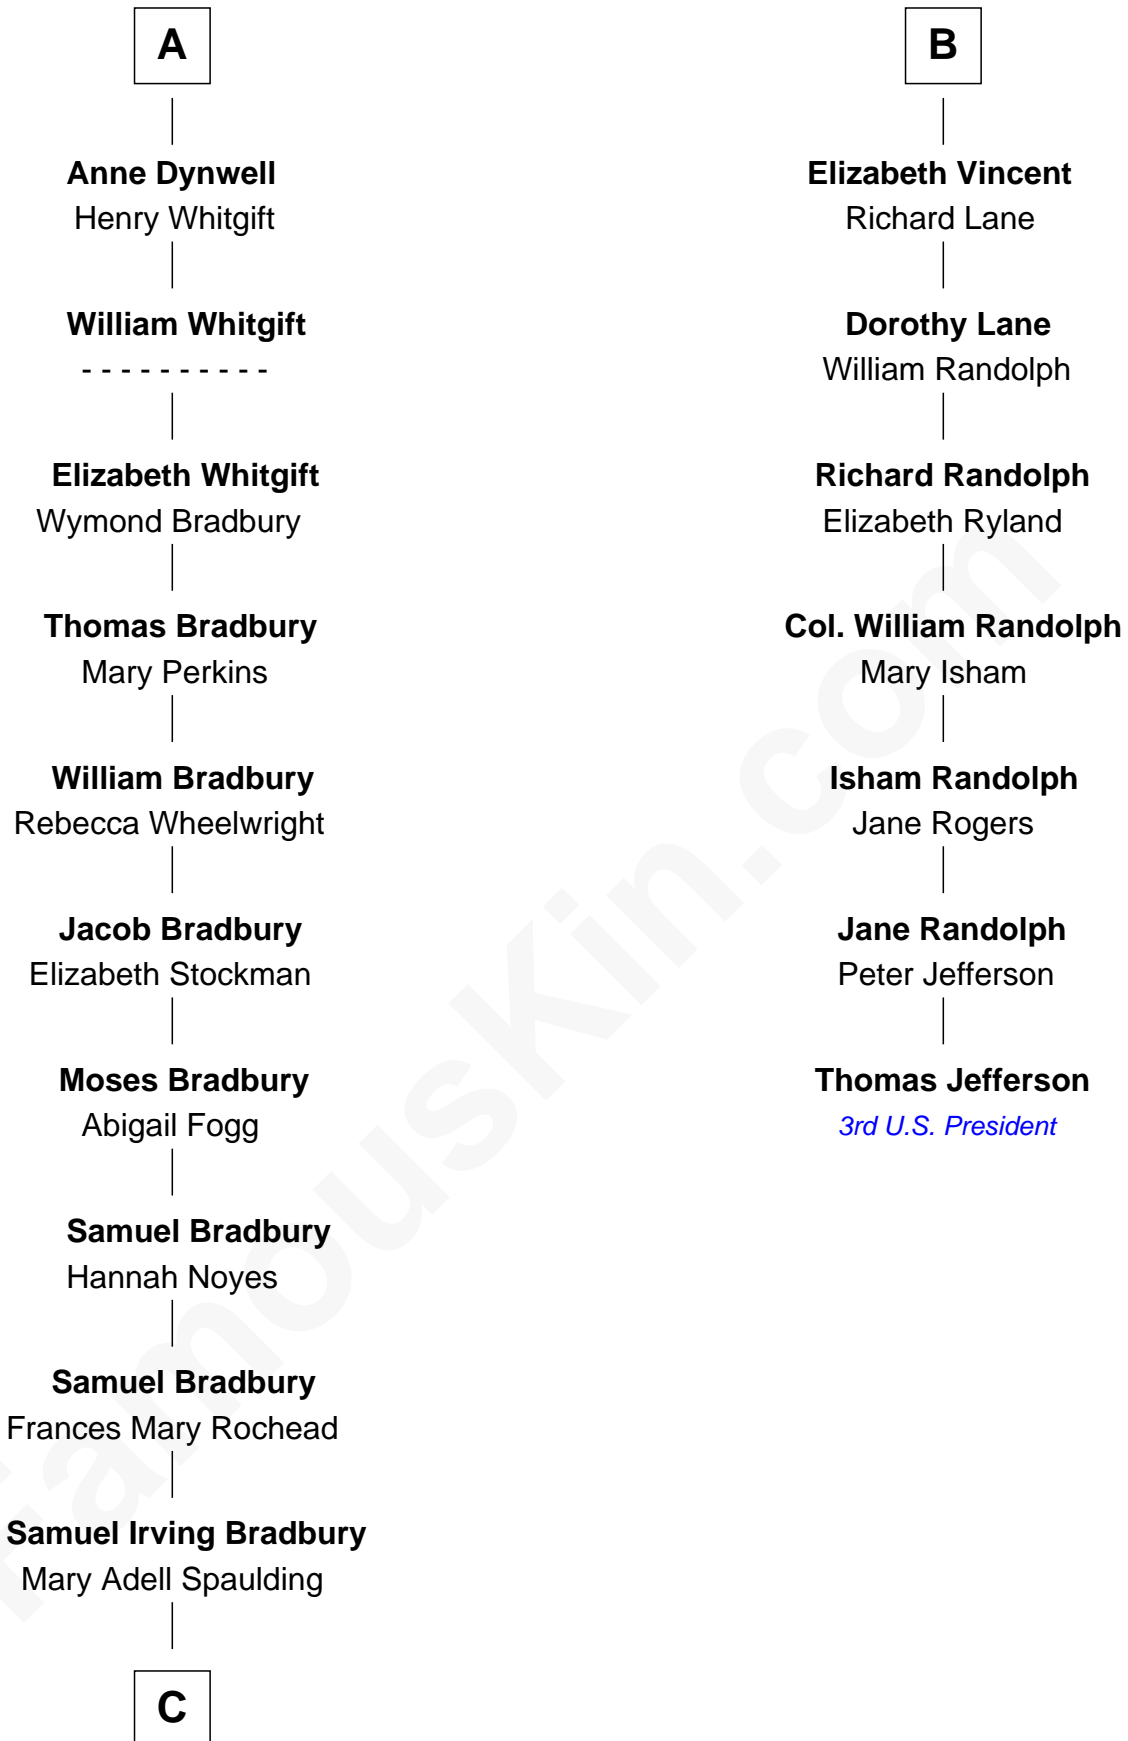 A
Anne Dynwell
Henry Whitgift
William Whitgift
- - - - - - - - - -
Elizabeth Whitgift
Wymond Bradbury
Thomas Bradbury
Mary Perkins
William Bradbury
Rebecca Wheelwright
Jacob Bradbury
Elizabeth Stockman
Moses Bradbury
Abigail Fogg
Samuel Bradbury
Hannah Noyes
Samuel Bradbury
Frances Mary Rochead
Samuel Irving Bradbury
Mary Adell Spaulding
C
B
Elizabeth Vincent
Richard Lane
Dorothy Lane
William Randolph
Richard Randolph
Elizabeth Ryland
Col. William Randolph
Mary Isham
Isham Randolph
Jane Rogers
Jane Randolph
Peter Jefferson
Thomas Jefferson
3rd U.S. President
FamousKin.com